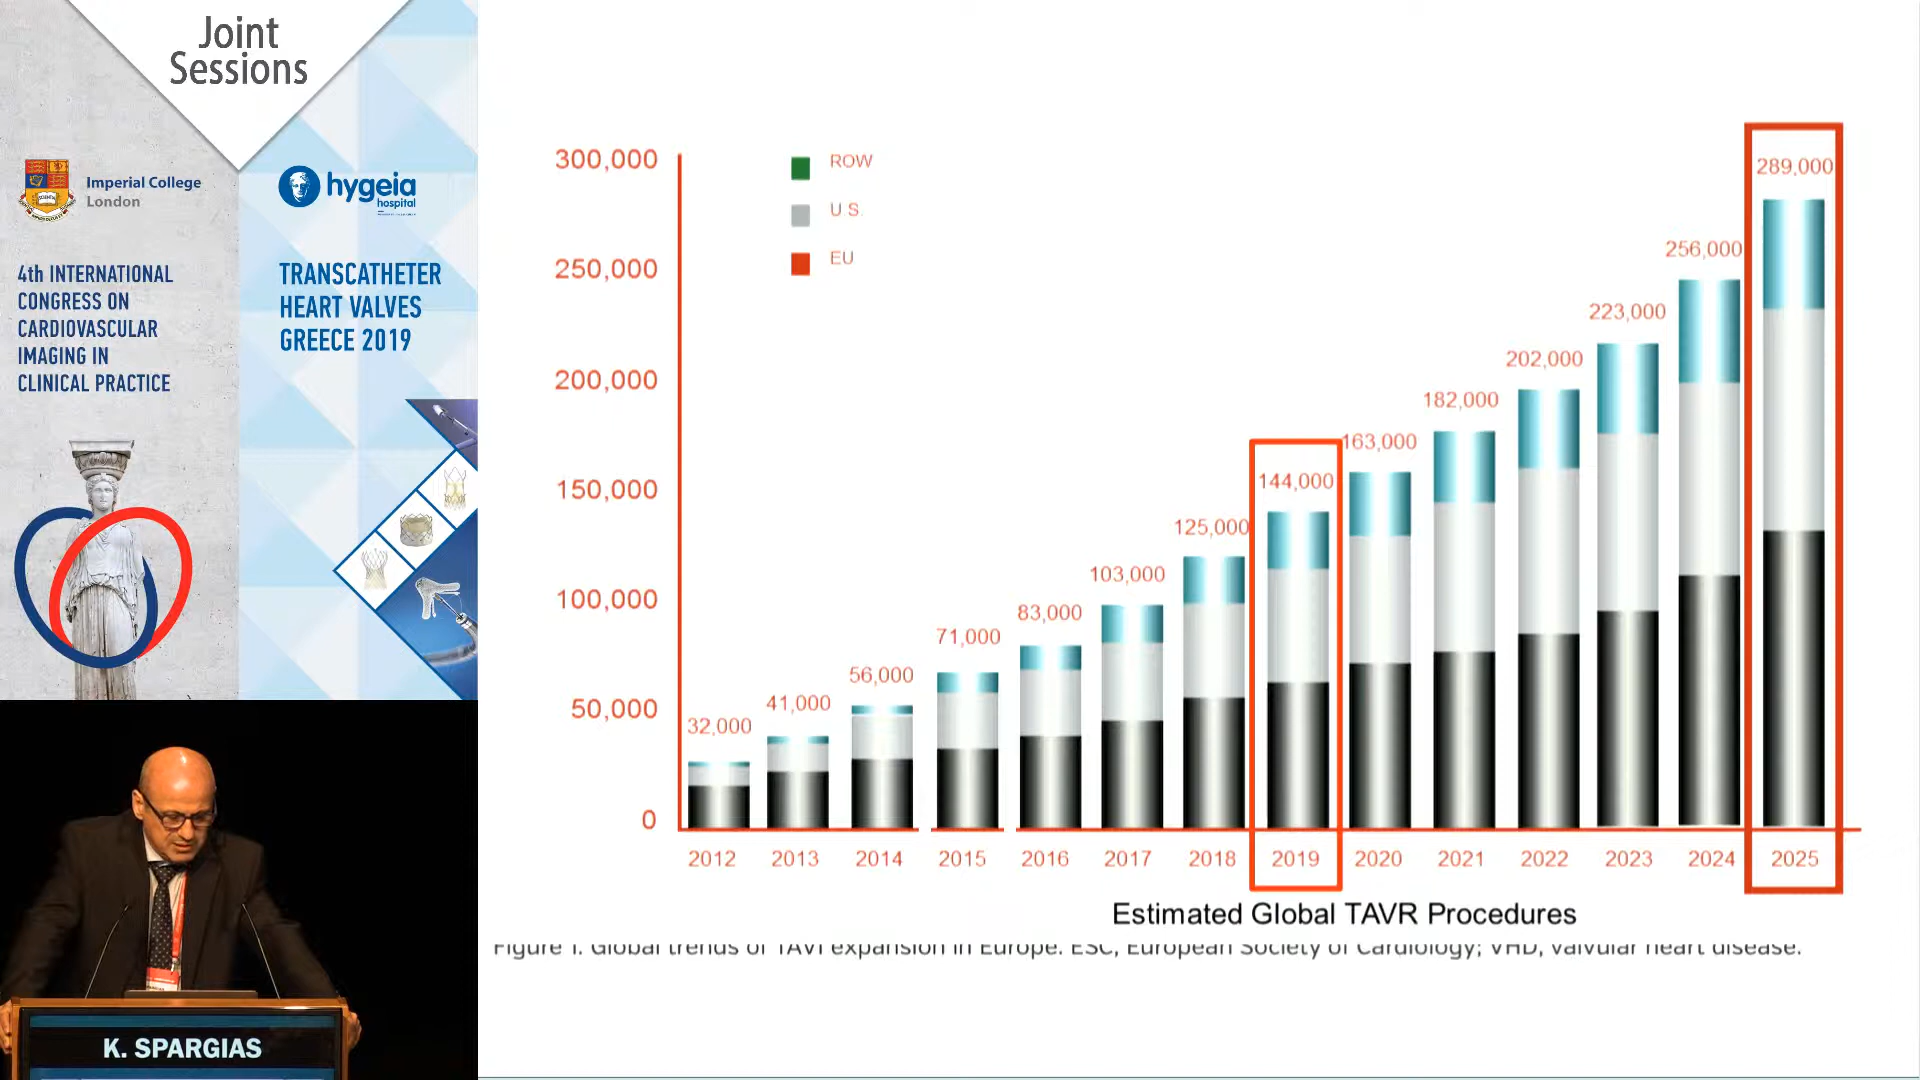 Joint
Sessions
Imperial College
London
hygeia
hospital
4th INTERNATIONAL
CONGRESS ON
CARDIOVASCULAR
IMAGING IN
CLINICAL PRACTICE
TRANSCATHETER
HEART VALVES
GREECE 2019
300,000
250,000
200,000
150,000
100,000
50,000
0
ROW
U.S.
EU
32,000
41,000
56,000
71,000
83,000
103,000
125,000
144,000
163,000
182,000
202,000
223,000
256,000
289,000
2012
2013
2014
2015
2016
2017
2018
2019
2020
2021
2022
2023
2024
2025
Estimated Global TAVR Procedures
Figure 1. Global trends of TAVI expansion in Europe. ESC, European Society of Cardiology; VHD, valvular heart disease.
K. SPARGIAS